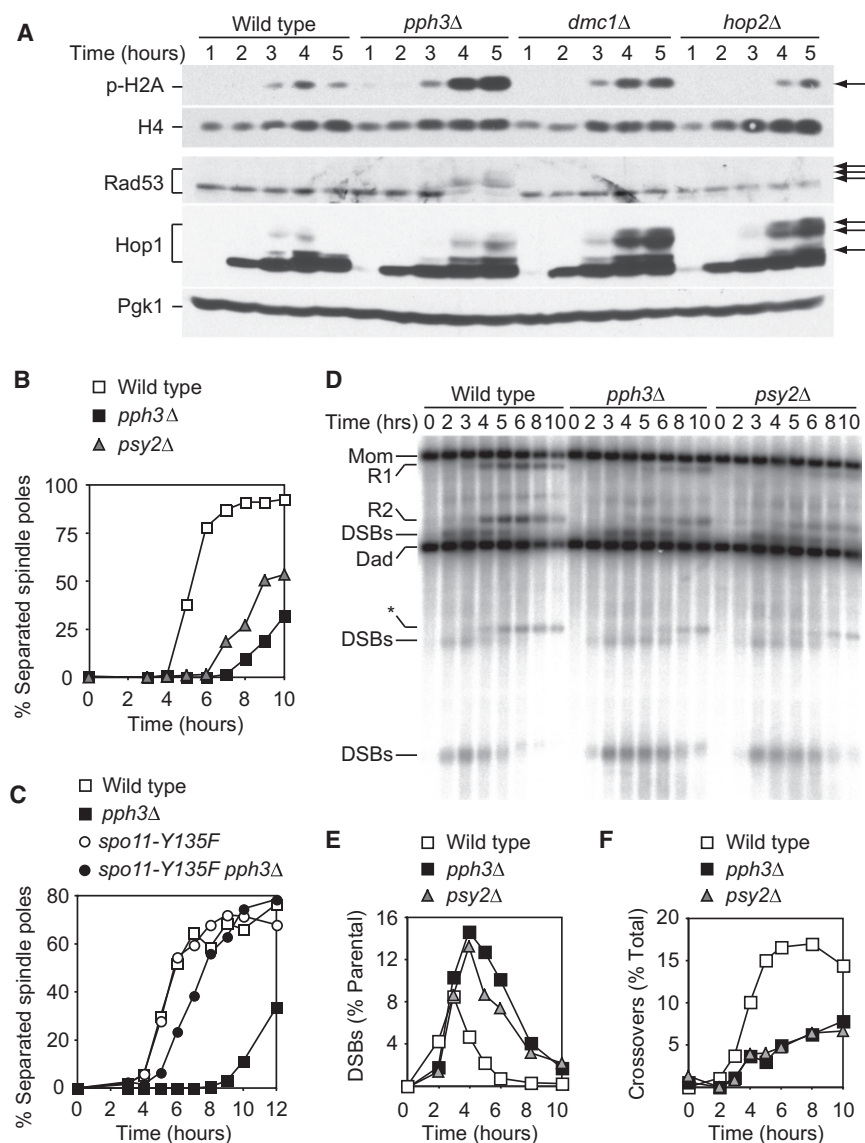 A
Wild type pph3Δ dmc1Δ hop2Δ
Time (hours) 1 2 3 4 5 1 2 3 4 5 1 2 3 4 5 1 2 3 4 5
p-H2A
H4
Rad53
Hop1
Pgk1
B
Wild type
pph3Δ
psy2Δ
% Separated spindle poles
100
75
50
25
0
0 2 4 6 8 10
Time (hours)
C
Wild type
pph3Δ
spo11-Y135F
spo11-Y135F pph3Δ
% Separated spindle poles
80
60
40
20
0
0 2 4 6 8 10 12
Time (hours)
D
Wild type pph3Δ psy2Δ
Time (hrs) 0 2 3 4 5 6 8 10 0 2 3 4 5 6 8 10 0 2 3 4 5 6 8 10
Mom
R1
R2
DSBs
Dad
*
DSBs
DSBs
E
Wild type
pph3Δ
psy2Δ
DSBs (% Parental)
16
12
8
4
0 2 4 6 8 10
Time (hours)
F
Wild type
pph3Δ
psy2Δ
Crossovers (% Total)
20
15
10
5
0
0 2 4 6 8 10
Time (hours)